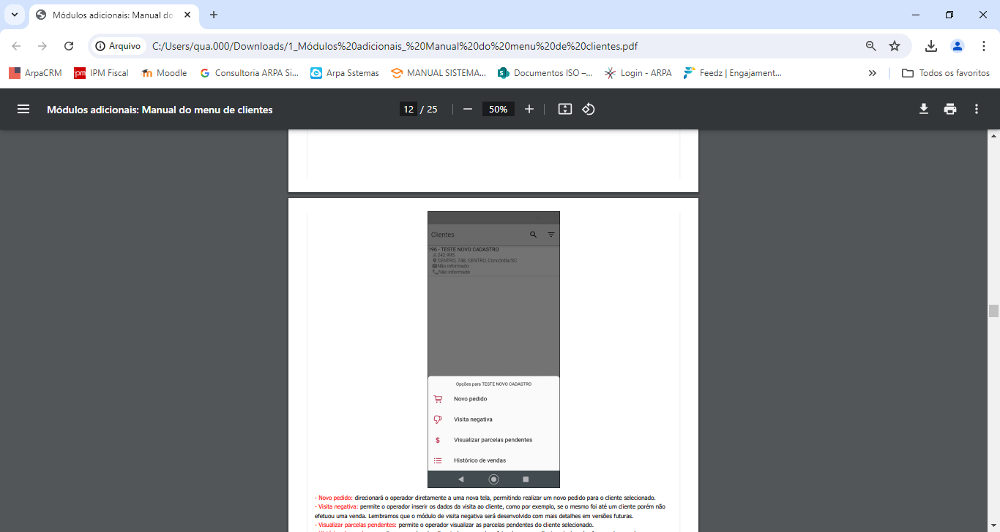 Módulos adicionais: Manual do
Arquivo
C:/Users/qua.000/Downloads/1_Módulos%20adicionais_%20Manual%20do%20menu%20de%20clientes.pdf
ArpaCRM
IPM Fiscal
Moodle
Consultoria ARPA Si...
Arpa Sstemas
MANUAL SISTEMA...
Documentos ISO –...
Login - ARPA
Feedz | Engajament...
Todos os favoritos
Módulos adicionais: Manual do menu de clientes
12 / 25
50%
Clientes
196 - TESTE NOVO CADASTRO
242.995.
CENTRO, 748, CENTRO, Concórdia/SC
Não informado
Não informado
Opções para TESTE NOVO CADASTRO
Novo pedido
Visita negativa
$ Visualizar parcelas pendentes
Histórico de vendas
- Novo pedido: direcionará o operador diretamente a uma nova tela, permitindo realizar um novo pedido para o cliente selecionado.
- Visita negativa: permite o operador inserir os dados da visita ao cliente, como por exemplo, se o mesmo foi até um cliente porém não
efetuou uma venda. Lembramos que o módulo de visita negativa será desenvolvido com mais detalhes em versões futuras.
- Visualizar parcelas pendentes: permite o operador visualizar as parcelas pendentes do cliente selecionado.